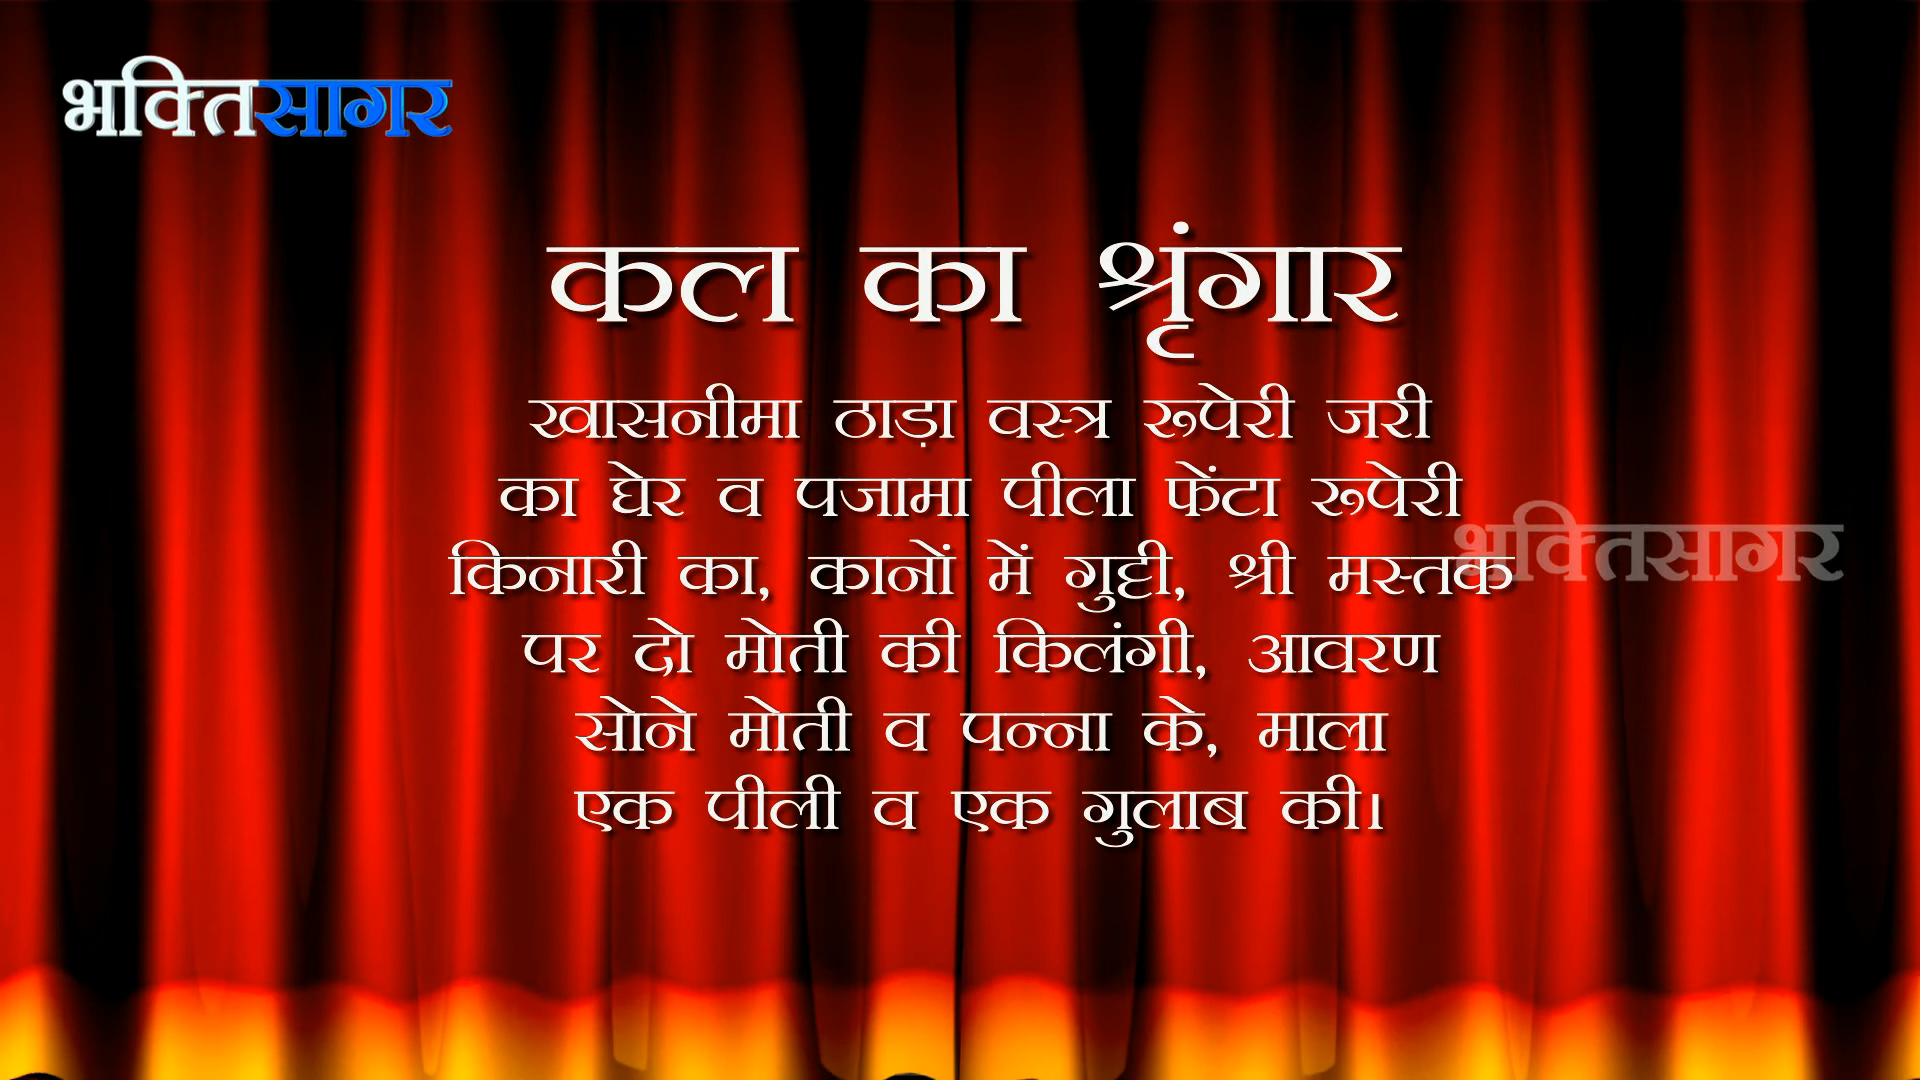 भक्तिसागर
कल का श्रृंगार
खासनीमा ठाड़ा वस्त्र रूपेरी जरी
का घेर व पजामा पीला फेंटा रूपेरी
किनारी का, कानों में गुट्टी, श्री मस्तक
भक्तिसागर
पर दो मोती की किलंगी, आवरण
सोने मोती व पन्ना के, माला
एक पीली व एक गुलाब की।